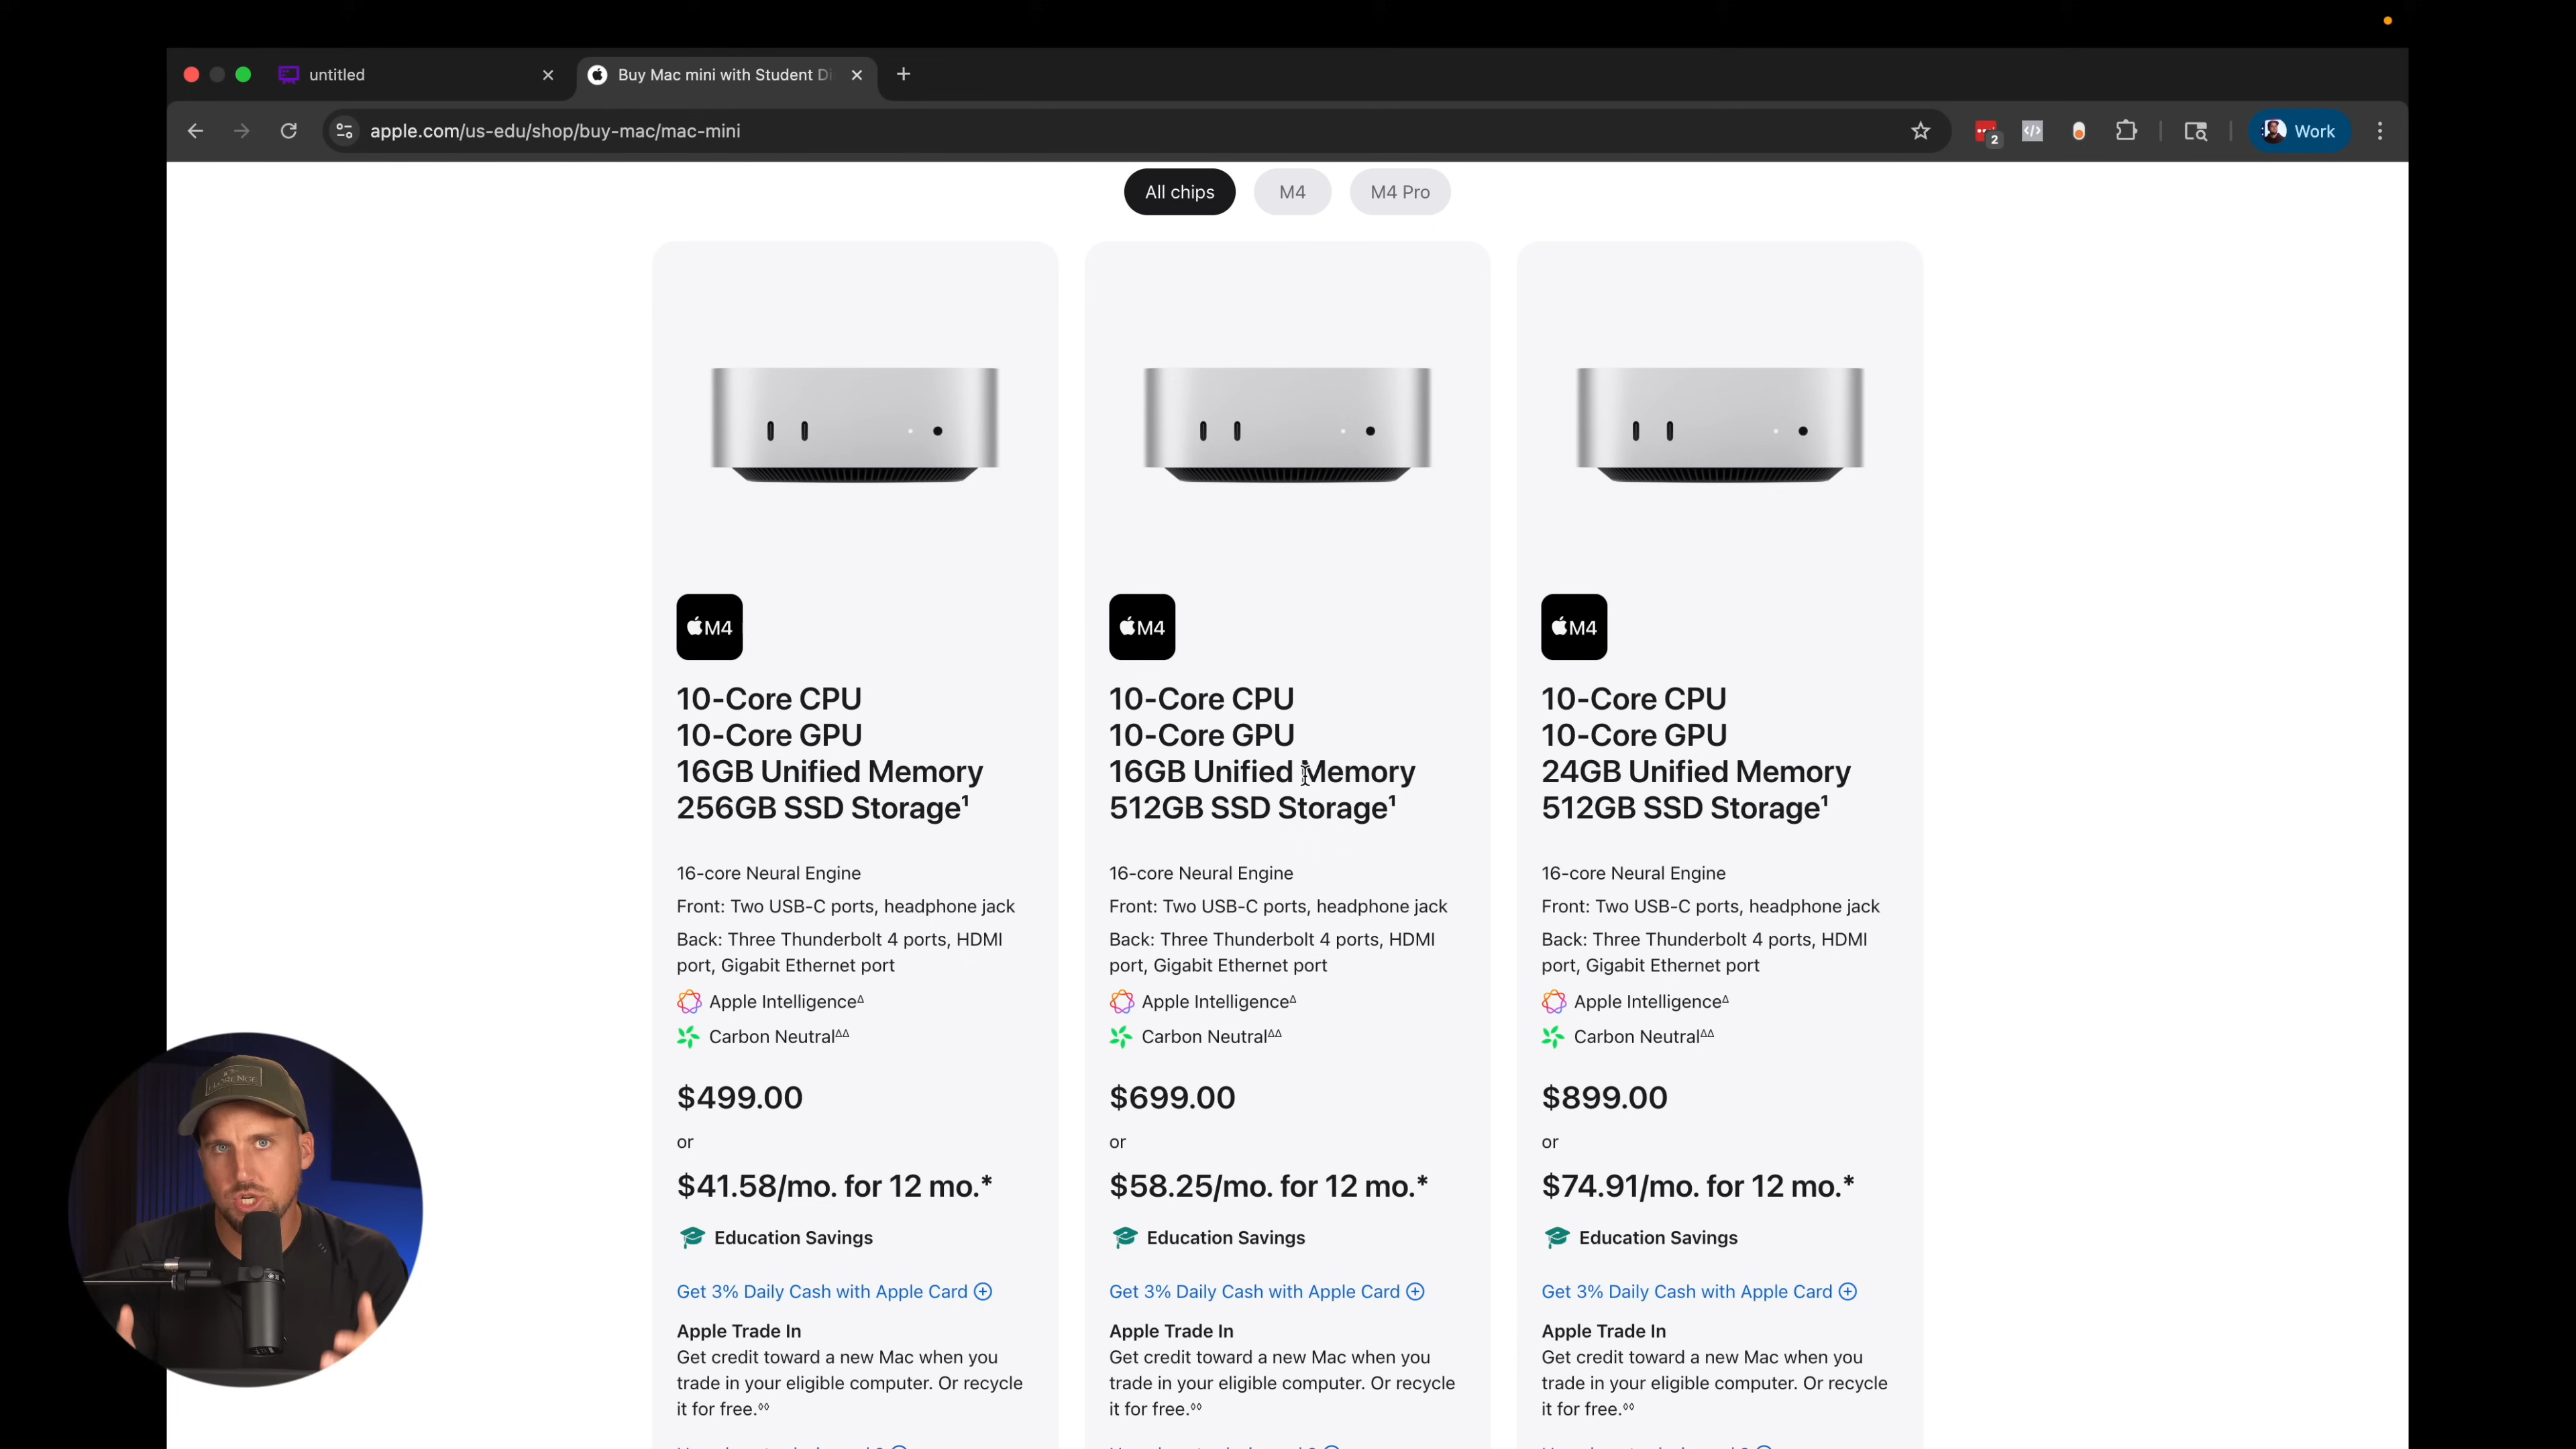 untitled
Buy Mac mini with Student Di
apple.com/us-edu/shop/buy-mac/mac-mini
2
Work
All chips
M4
M4 Pro
M4
10-Core CPU
10-Core GPU
16GB Unified Memory
256GB SSD Storage¹
16-core Neural Engine
Front: Two USB-C ports, headphone jack
Back: Three Thunderbolt 4 ports, HDMI
port, Gigabit Ethernet port
Apple Intelligence∆
Carbon Neutral∆∆
$499.00
or
$41.58/mo. for 12 mo.*
Education Savings
Get 3% Daily Cash with Apple Card
Apple Trade In
Get credit toward a new Mac when you
trade in your eligible computer. Or recycle
it for free.◊◊
M4
10-Core CPU
10-Core GPU
16GB Unified Memory
512GB SSD Storage¹
16-core Neural Engine
Front: Two USB-C ports, headphone jack
Back: Three Thunderbolt 4 ports, HDMI
port, Gigabit Ethernet port
Apple Intelligence∆
Carbon Neutral∆∆
$699.00
or
$58.25/mo. for 12 mo.*
Education Savings
Get 3% Daily Cash with Apple Card
Apple Trade In
Get credit toward a new Mac when you
trade in your eligible computer. Or recycle
it for free.◊◊
M4
10-Core CPU
10-Core GPU
24GB Unified Memory
512GB SSD Storage¹
16-core Neural Engine
Front: Two USB-C ports, headphone jack
Back: Three Thunderbolt 4 ports, HDMI
port, Gigabit Ethernet port
Apple Intelligence∆
Carbon Neutral∆∆
$899.00
or
$74.91/mo. for 12 mo.*
Education Savings
Get 3% Daily Cash with Apple Card
Apple Trade In
Get credit toward a new Mac when you
trade in your eligible computer. Or recycle
it for free.◊◊